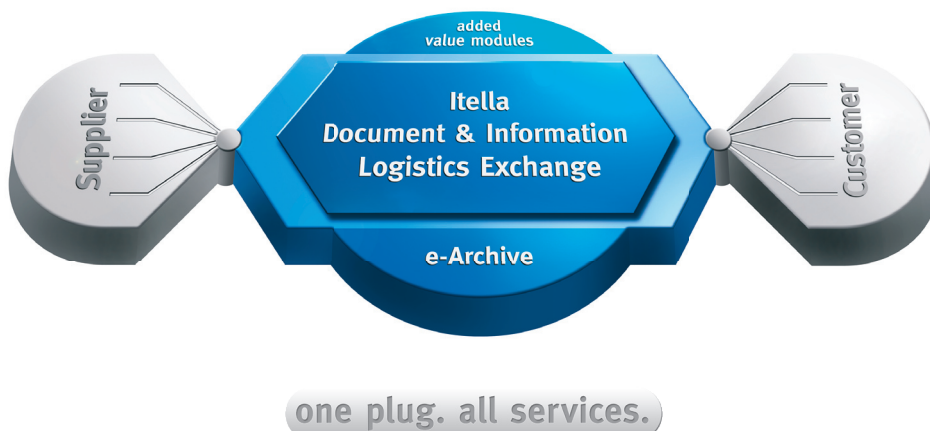 added
value modules
Supplier
Itella
Document & Information
Logistics Exchange
Customer
e-Archive
one plug. all services.